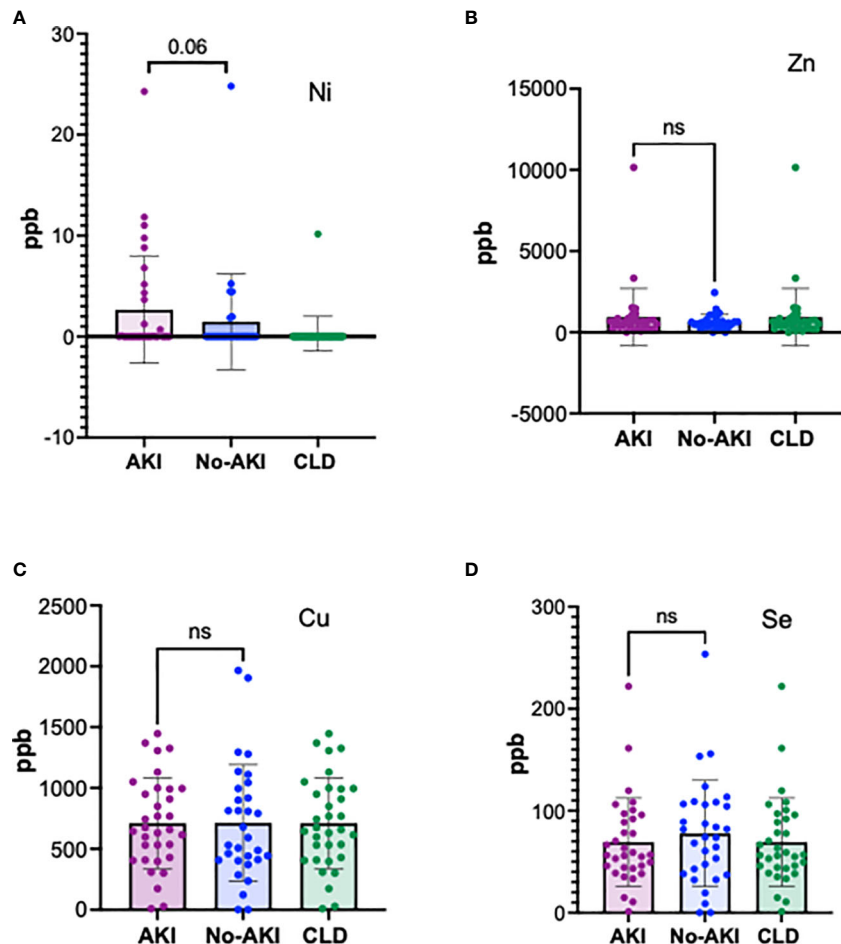 A
B
30
20
10
0
-10
ppb
0.06
Ni
AKI
No-AKI
CLD
15000
10000
5000
0
-5000
ns
Zn
AKI
No-AKI
CLD
C
D
2500
2000
1500
1000
500
0
ppb
ns
Cu
AKI
No-AKI
CLD
300
200
100
0
ppb
ns
Se
AKI
No-AKI
CLD